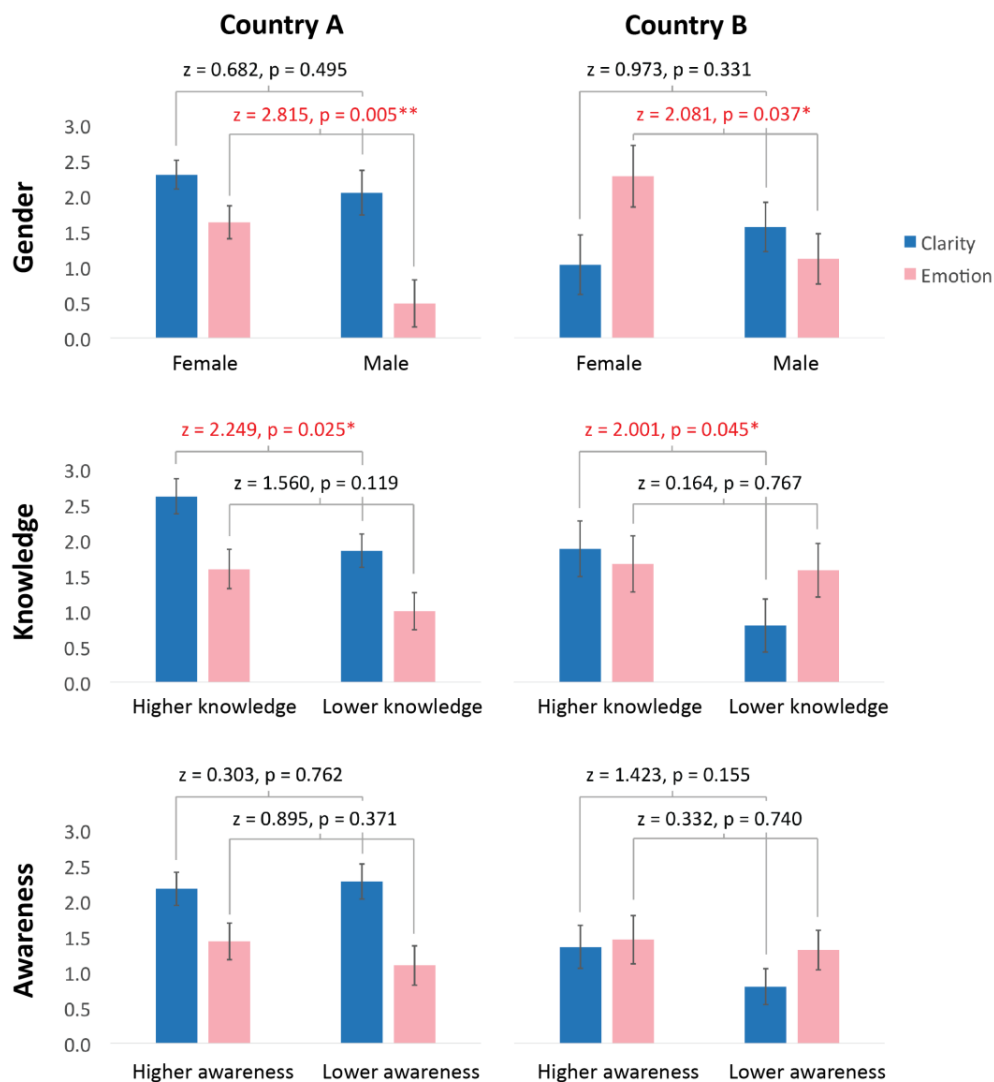 Country A
Country B
z = 0.682, p = 0.495
z = 0.973, p = 0.331
z = 2.815, p = 0.005**
z = 2.081, p = 0.037*
Gender
3.0
2.5
2.0
1.5
1.0
0.5
0.0
Female
Male
Female
Male
Clarity
Emotion
z = 2.249, p = 0.025*
z = 2.001, p = 0.045*
z = 1.560, p = 0.119
z = 0.164, p = 0.767
Knowledge
3.0
2.5
2.0
1.5
1.0
0.5
0.0
Higher knowledge
Lower knowledge
Higher knowledge
Lower knowledge
z = 0.303, p = 0.762
z = 1.423, p = 0.155
z = 0.895, p = 0.371
z = 0.332, p = 0.740
Awareness
3.0
2.5
2.0
1.5
1.0
0.5
0.0
Higher awareness
Lower awareness
Higher awareness
Lower awareness